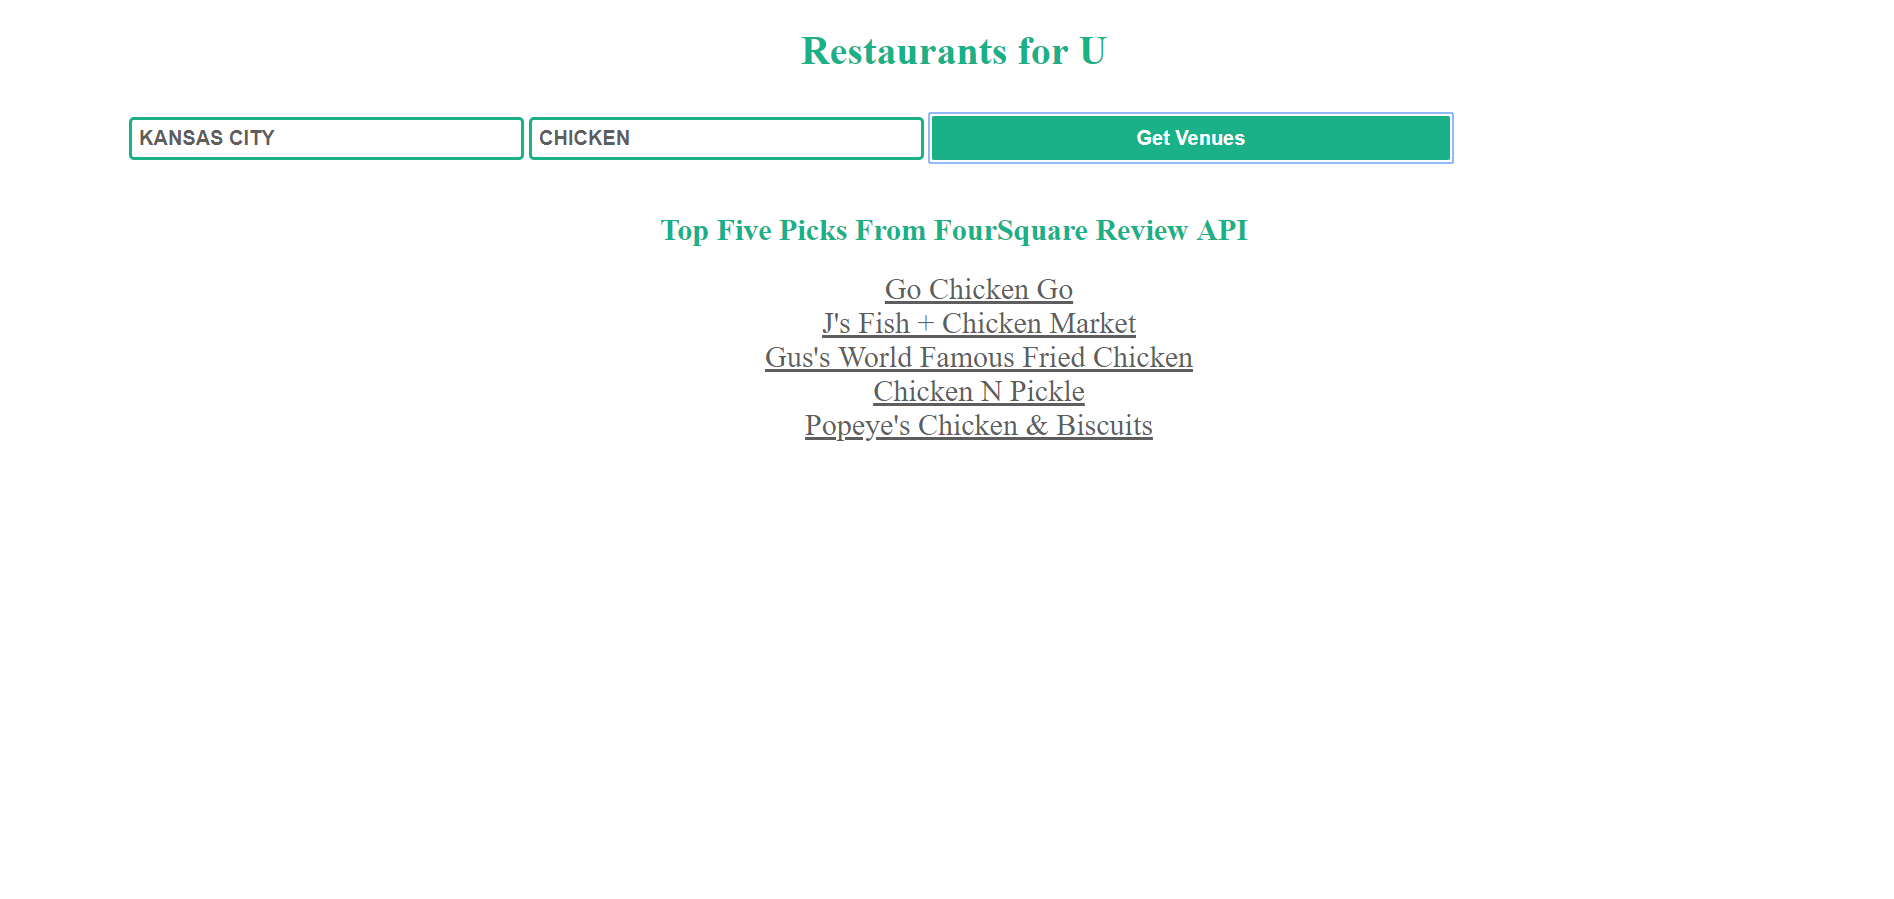 Restaurants for U
KANSAS CITY CHICKEN Get Venues
Top Five Picks From FourSquare Review API
Go Chicken Go
J's Fish + Chicken Market
Gus's World Famous Fried Chicken
Chicken N Pickle
Popeye's Chicken & Biscuits